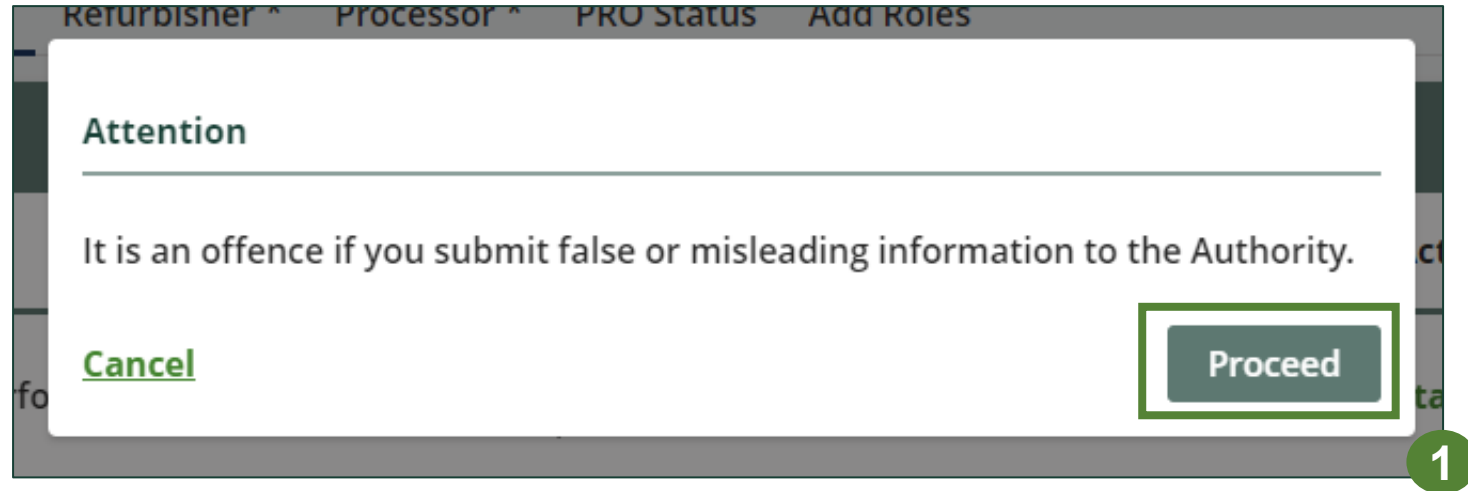 Refurbisher ^ Processor ^ PRO Status Add Roles
Attention
It is an offence if you submit false or misleading information to the Authority.
Cancel
Proceed
1